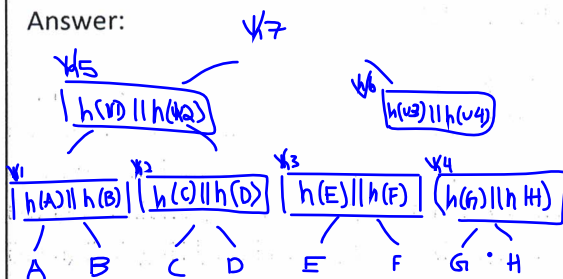 Answer:
V7
V5
V6
h(V1) || h(V2)
h(v3) || h(v4)
V1 V2 V3 V4
h(A) || h(B) h(C) || h(D) h(E) || h(F) h(G) || h(H)
A B C D E F G H